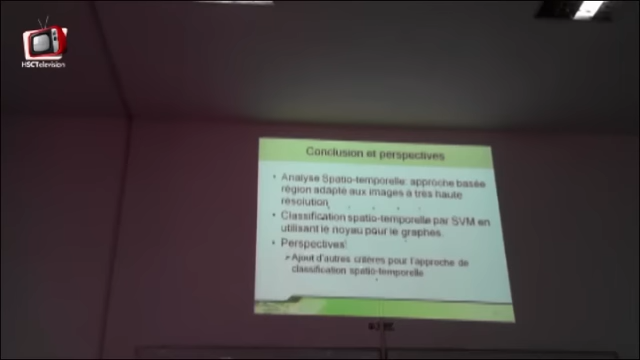 HSCTelevision
Conclusion et perspectives
• Analyse Spatio-temporelle: approche basée
région adapté aux images à très haute
résolution
• Classification spatio-temporelle par SVM en
utilisant le noyau pour le graphes.
• Perspectives:
➢Ajout d'autres critères pour l'approche de
classification spatio-temporelle